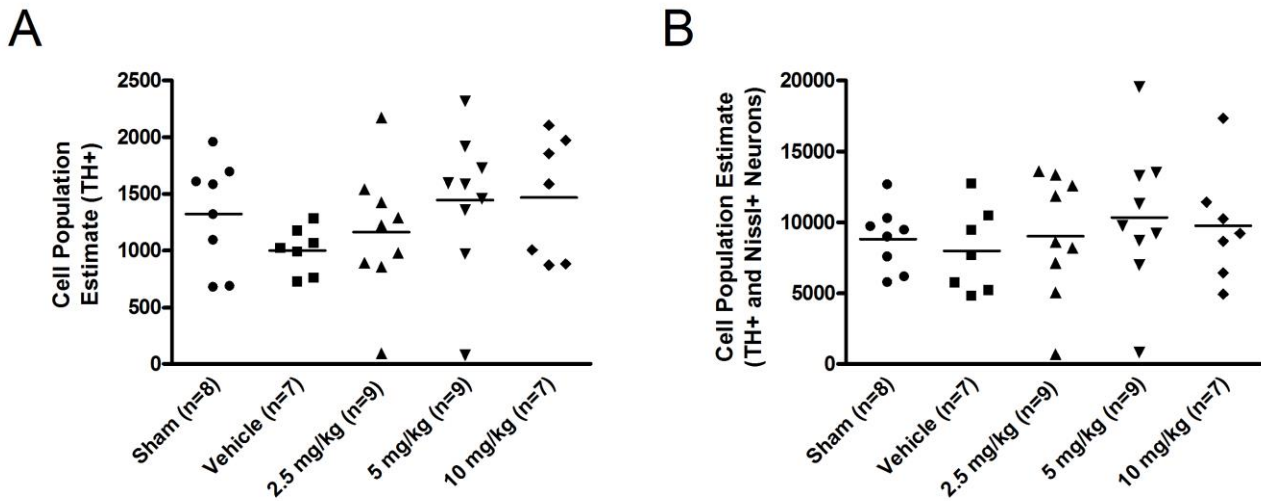 A
Cell Population
Estimate (TH+)
2500
2000
1500
1000
500
0
Sham (n=8)
Vehicle (n=7)
2.5 mg/kg (n=9)
5 mg/kg (n=9)
10 mg/kg (n=7)
B
Cell Population Estimate
(TH+ and Nissl+ Neurons)
20000
15000
10000
5000
0
Sham (n=8)
Vehicle (n=7)
2.5 mg/kg (n=9)
5 mg/kg (n=9)
10 mg/kg (n=7)